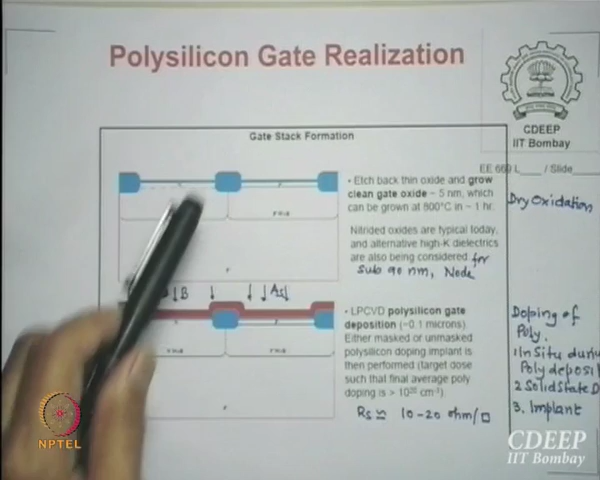 Polysilicon Gate Realization
CDEEP
IIT Bombay
EE 669 L____ / Slide____
Gate Stack Formation
• Etch back thin oxide and grow
clean gate oxide ~ 5 nm, which
can be grown at 800°C in ~ 1 hr.
Nitrided gates are typical today,
and alternative high-K dielectrics
are also being considered for
Sub 90 nm, Node
Dry Oxidation
B
As
• LPCVD polysilicon gate
deposition (~0.1 microns)
Either masked or unmasked
polysilicon doping implant is
then performed (target dose
such that final average poly
doping is > 10²⁰ cm⁻³)
Rs ≈ 10-20 ohm/□
Doping of
Poly.
1 In Situ
Poly
2 Solid State D
3. Implant
P
P
NPTEL
CDEEP
IIT Bombay